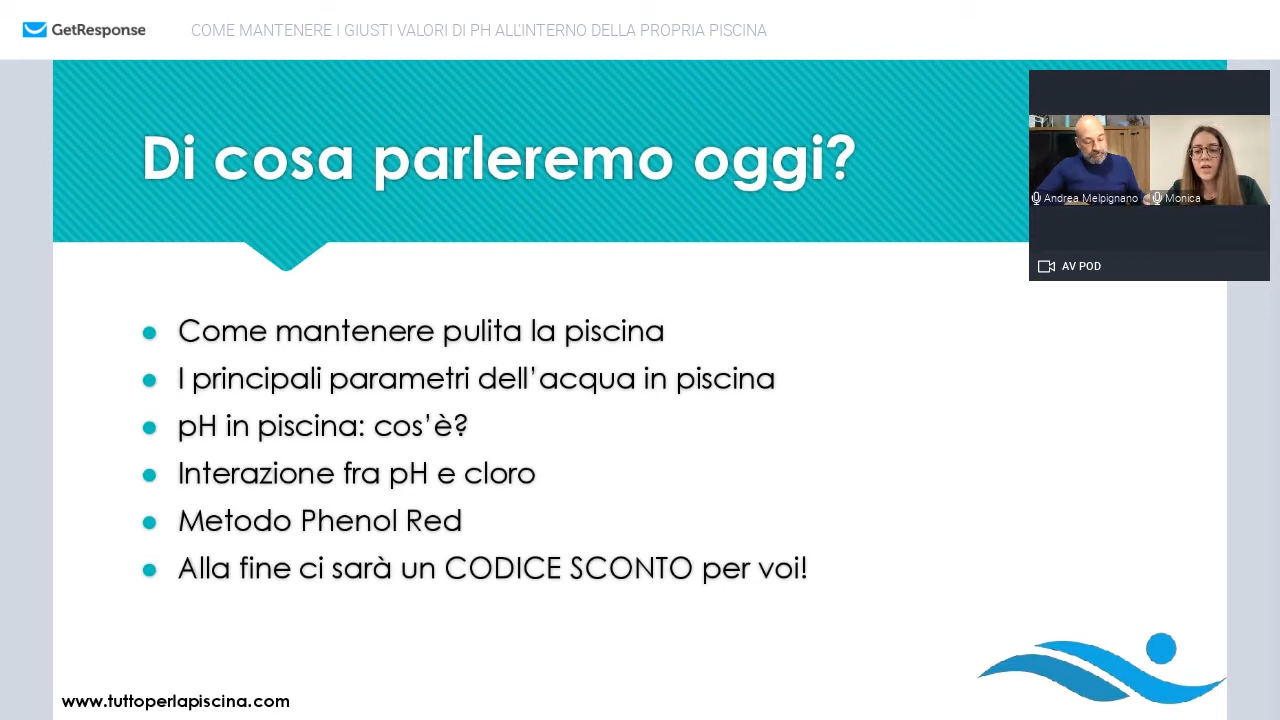 GetResponse
COME MANTENERE I GIUSTI VALORI DI PH ALL'INTERNO DELLA PROPRIA PISCINA
Di cosa parleremo oggi?
Andrea Melpignano
Monica
AV POD
Come mantenere pulita la piscina
I principali parametri dell’acqua in piscina
pH in piscina: cos’è?
Interazione fra pH e cloro
Metodo Phenol Red
Alla fine ci sarà un CODICE SCONTO per voi!
www.tuttoperlapiscina.com